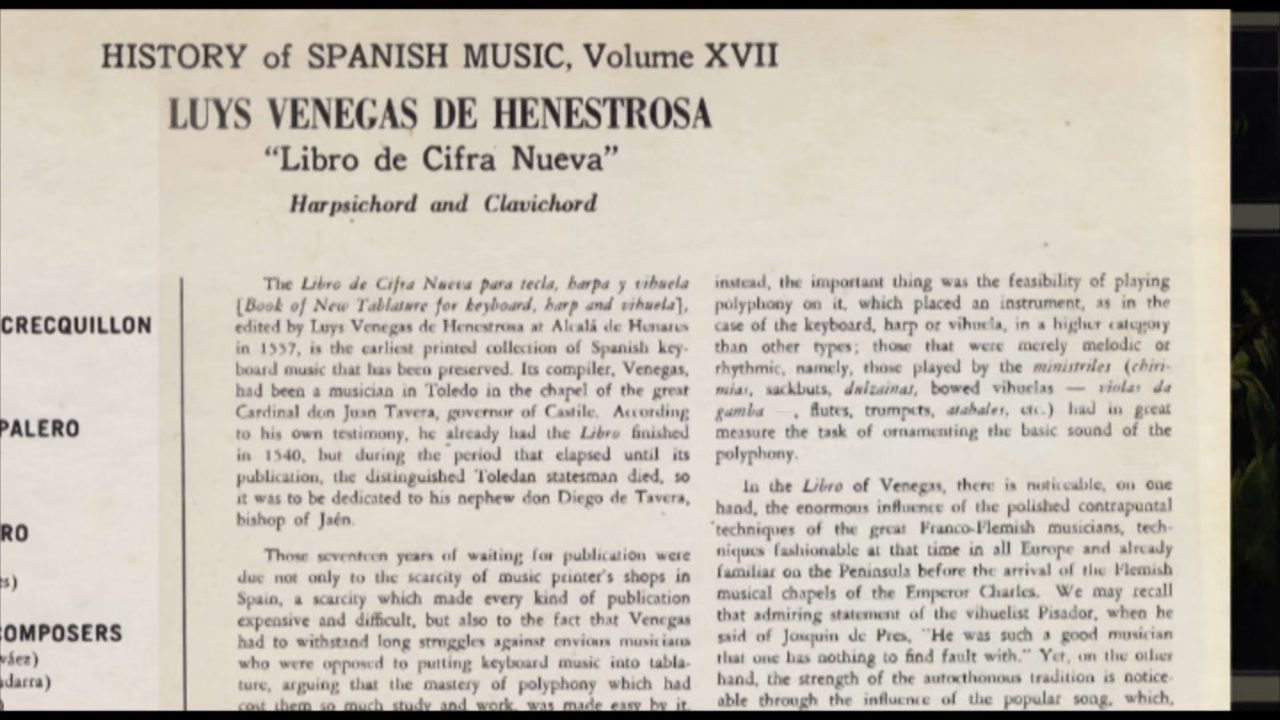 HISTORY of SPANISH MUSIC, Volume XVII
LUYS VENEGAS DE HENESTROSA
“Libro de Cifra Nueva”
Harpsichord and Clavichord
CRECQUILLON
PALERO
RO
s)
COMPOSERS
váez)
darra)
The Libro de Cifra Nueva para tecla, harpa y vihuela
[Book of New Tablature for keyboard, harp and vihuela],
edited by Luys Venegas de Henestrosa at Alcalá de Henares
in 1557, is the earliest printed collection of Spanish key-
board music that has been preserved. Its compiler, Venegas,
had been a musician in Toledo in the chapel of the great
Cardinal don Juan Tavera, governor of Castile. According
to his own testimony, he already had the Libro finished
in 1540, but during the period that elapsed until its
publication, the distinguished Toledan statesman died, so
it was to be dedicated to his nephew don Diego de Tavera,
bishop of Jaén.
Those seventeen years of waiting for publication were
due not only to the scarcity of music printer's shops in
Spain, a scarcity which made every kind of publication
expensive and difficult, but also to the fact that Venegas
had to withstand long struggles against envious musicians
who were opposed to putting keyboard music into tabla-
ture, arguing that the mastery of polyphony which had
cost them so much study and work, was made easy by it.
instead, the important thing was the feasibility of playing
polyphony on it, which placed an instrument, as in the
case of the keyboard, harp or vihuela, in a higher category
than other types; those that were merely melodic or
rhythmic, namely, those played by the ministriles (chiri-
mias, sackbuts, dulzainas, bowed vihuelas — violas da
gamba —, flutes, trumpets, atabales, etc.) had in great
measure the task of ornamenting the basic sound of the
polyphony.
In the Libro of Venegas, there is noticeable, on one
hand, the enormous influence of the polished contrapuntal
techniques of the great Franco-Flemish musicians, tech-
niques fashionable at that time in all Europe and already
familiar on the Peninsula before the arrival of the Flemish
musical chapels of the Emperor Charles. We may recall
that admiring statement of the vihuelist Pisador, when he
said of Josquin de Pres, "He was such a good musician
that one has nothing to find fault with." Yet, on the other
hand, the strength of the autocthonous tradition is notice-
able through the influence of the popular song, which,